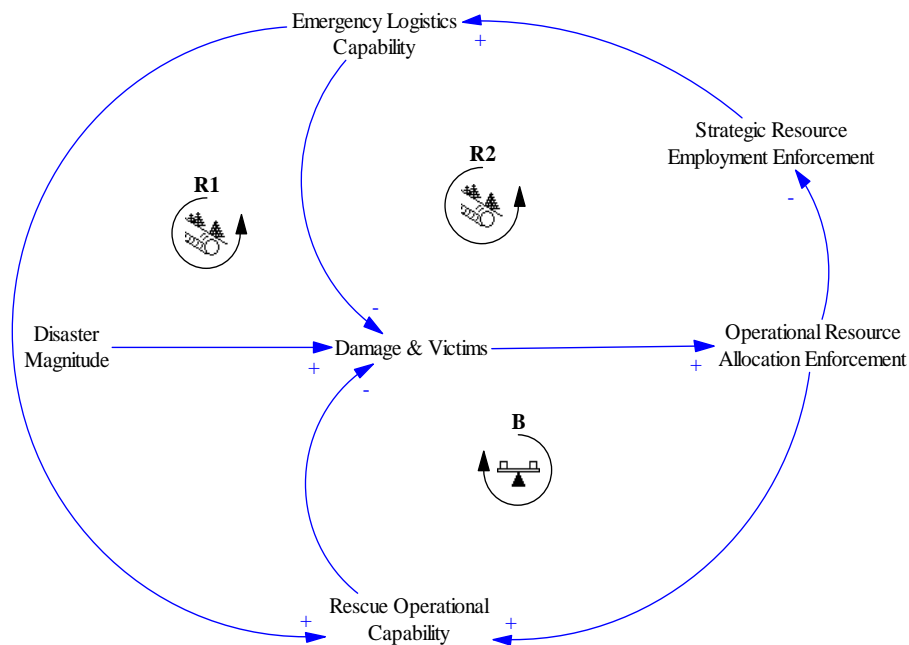 Emergency Logistics
Capability
+
Strategic Resource
Employment Enforcement
R1
R2
-
-
Disaster
Magnitude
+
Damage & Victims
-
+
Operational Resource
Allocation Enforcement
B
Rescue Operational
Capability
+
+